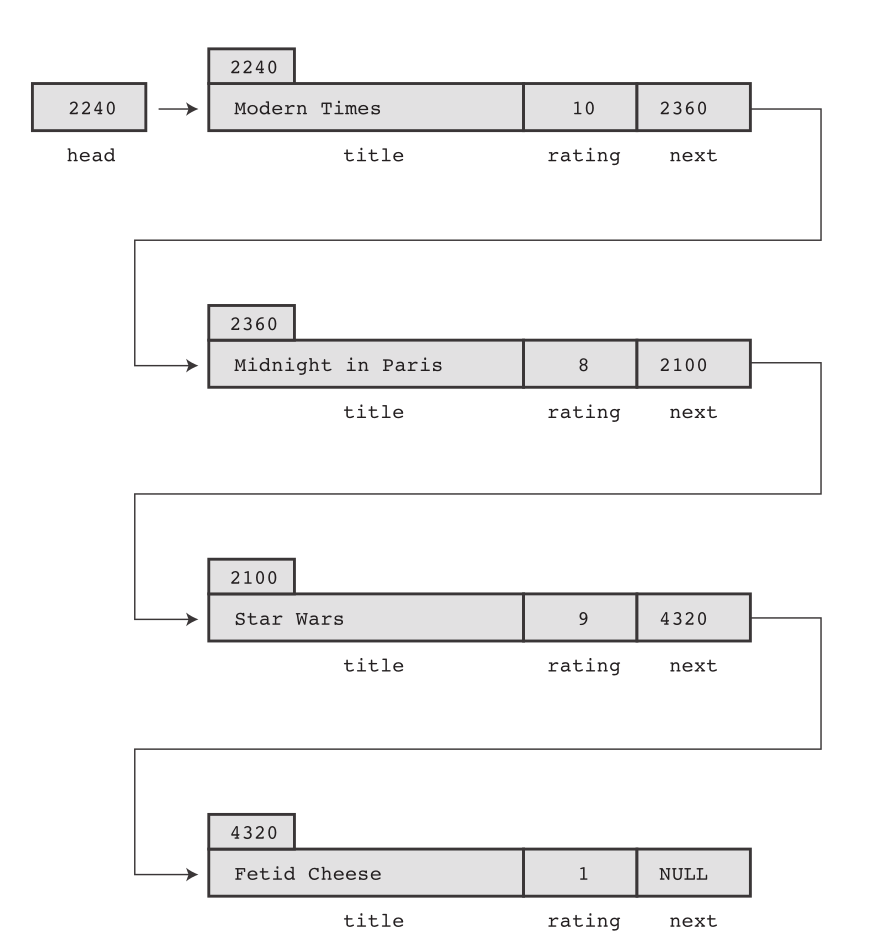 2240
2240 Modern Times 10 2360
head title rating next
2360
Midnight in Paris 8 2100
title rating next
2100
Star Wars 9 4320
title rating next
4320
Fetid Cheese 1 NULL
title rating next